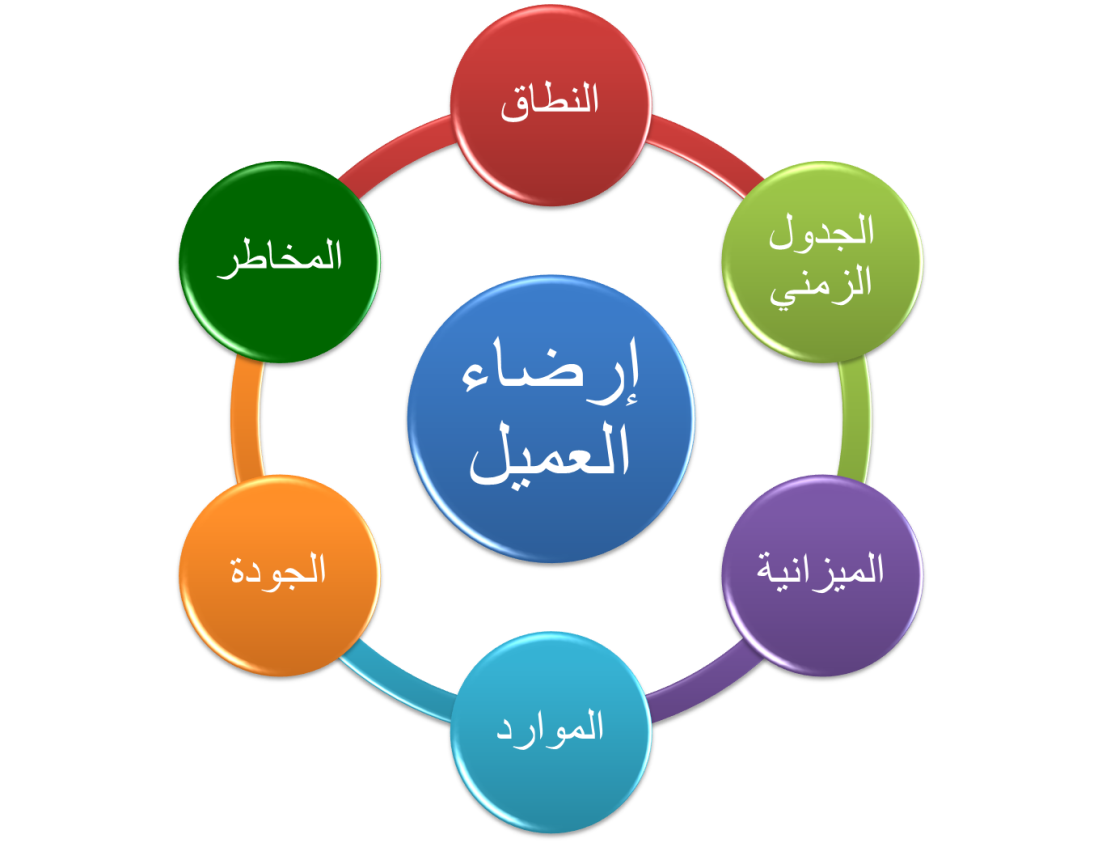 النطاق
الجدول
الزمني
الميزانية
الموارد
الجودة
المخاطر
إرضاء
العميل